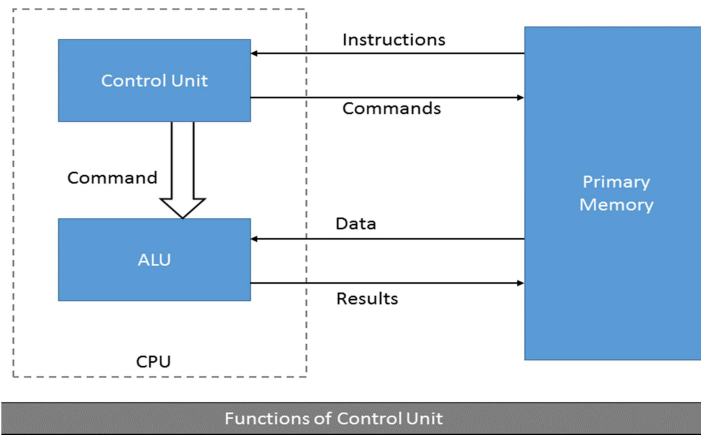 Instructions
Control Unit
Commands
Command
Primary
Memory
Data
ALU
Results
CPU
Functions of Control Unit